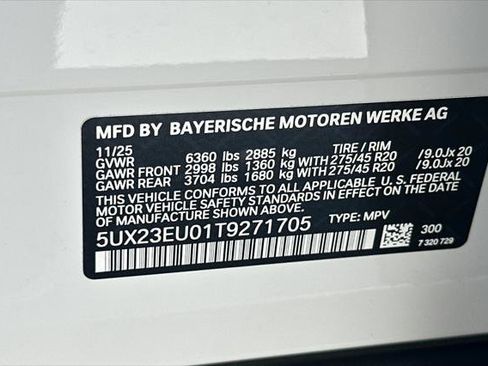 MFD BY BAYERISCHE MOTOREN WERKE AG
11/25 TIRE / RIM
GVWR 6360 lbs 2885 kg
GAWR FRONT 2998 lbs 1360 kg WITH 275/45 R20 /9.0Jx 20
GAWR REAR 3704 lbs 1680 kg WITH 275/45 R20 /9.0Jx 20
THIS VEHICLE CONFORMS TO ALL APPLICABLE U. S. FEDERAL
MOTOR VEHICLE SAFETY STANDARDS IN EFFECT ON THE DATE
OF MANUFACTURE SHOWN ABOVE.
5UX23EU01T9271705 TYPE: MPV
300
7 320 729